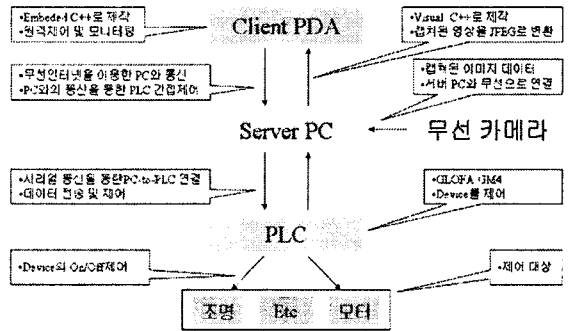 •Embeded C++로 제작
•원격제어 및 모니터링
Client PDA
•Visual C++로 제작
•캡처된 영상을 JPEG로 변환
•무선인터넷을 이용한 PC와 통신
•PC와의 통신을 통한 PLC 간접제어
•캡쳐된 이미지 데이터
•서버 PC와 무선으로 연결
Server PC
무선 카메라
•시리얼 통신을 통한 PC-to-PLC 연결
•데이터 전송 및 제어
•GLOFA GM4
•Device를 제어
PLC
•Device의 On/Off제어
•제어 대상
조명 Etc 모터